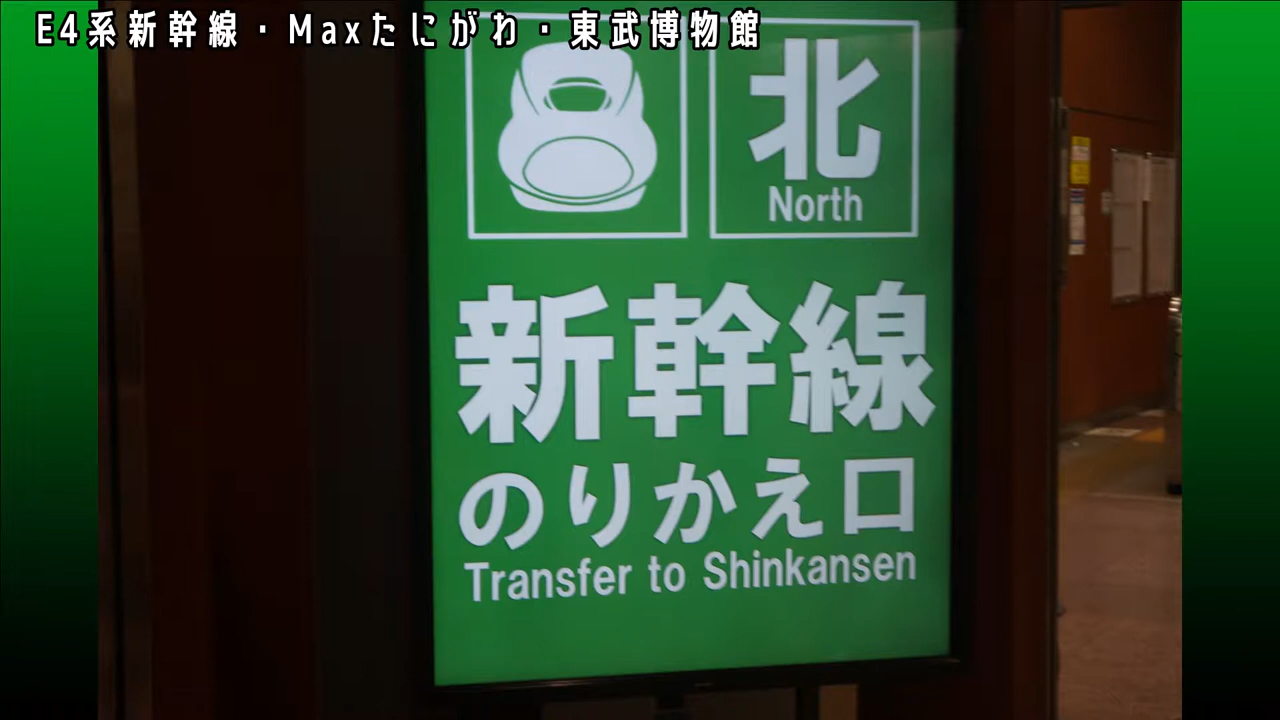 E4系新幹線・Maxたにがわ・東武博物館
北
North
新幹線
のりかえ口
Transfer to Shinkansen